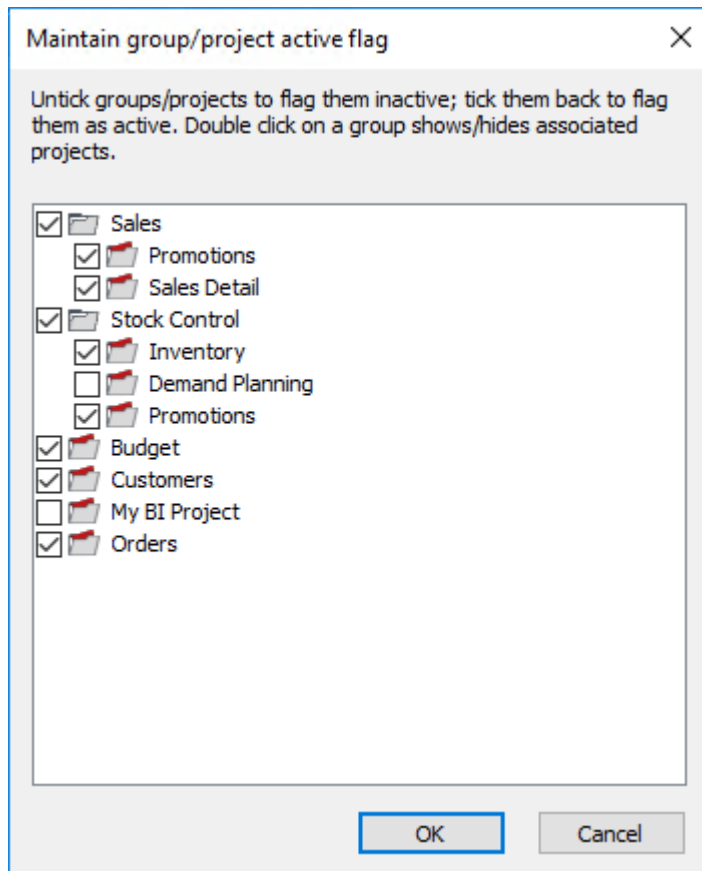 Maintain group/project active flag
Untick groups/projects to flag them inactive; tick them back to flag
them as active. Double click on a group shows/hides associated
projects.
Sales
Promotions
Sales Detail
Stock Control
Inventory
Demand Planning
Promotions
Budget
Customers
My BI Project
Orders
OK Cancel